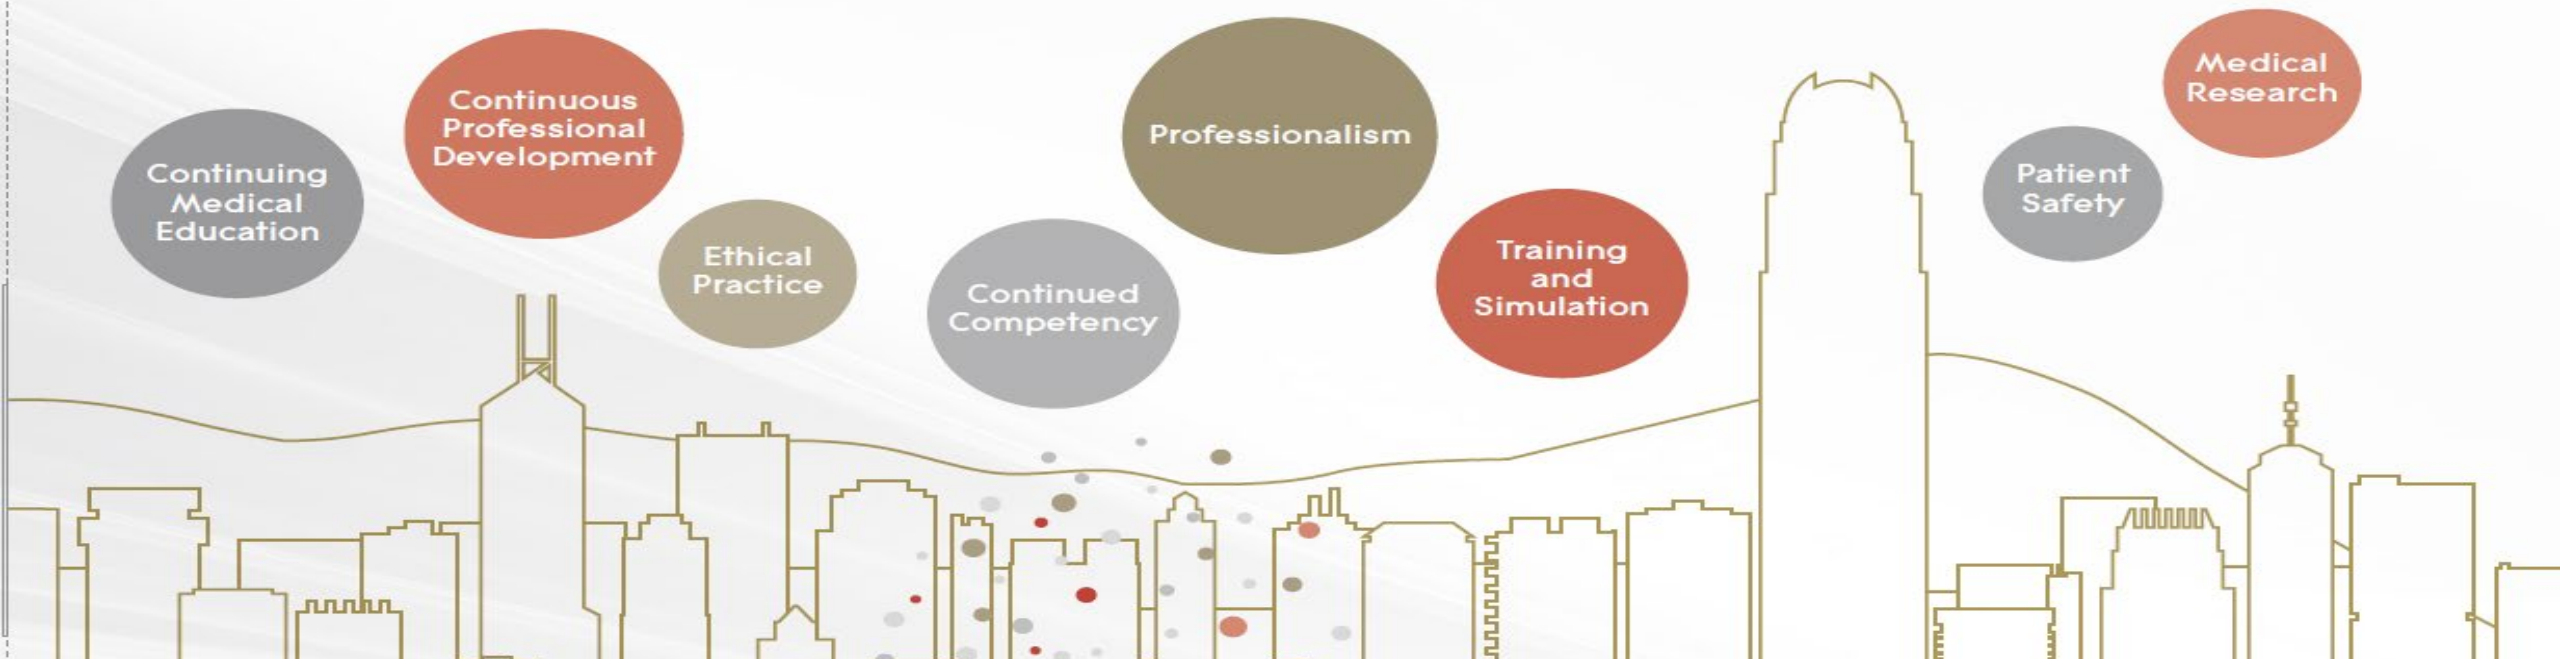 Continuing
Medical
Education
Continuous
Professional
Development
Ethical
Practice
Continued
Competency
Professionalism
Training
and
Simulation
Patient
Safety
Medical
Research